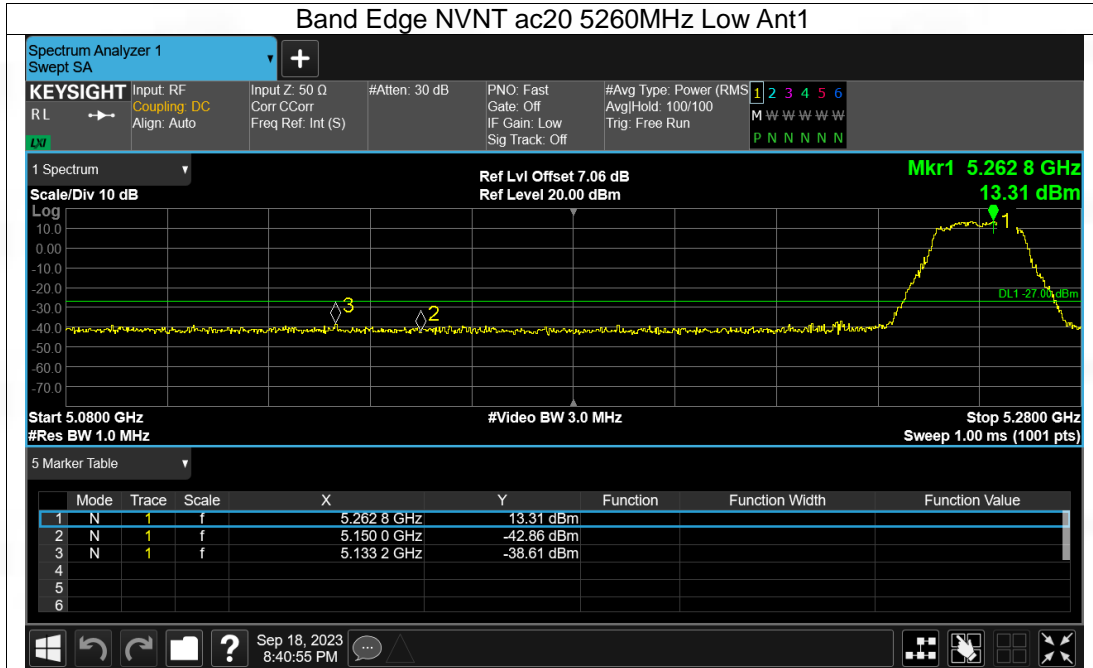 Band Edge NVNT ac20 5260MHz Low Ant1
Spectrum Analyzer 1
Swept SA
KEYSIGHT
RL
LXI
Input: RF
Coupling: DC
Align: Auto
Input Z: 50 Ω
Corr CCorr
Freq Ref: Int (S)
#Atten: 30 dB
PNO: Fast
Gate: Off
IF Gain: Low
Sig Track: Off
#Avg Type: Power (RMS
Avg|Hold: 100/100
Trig: Free Run
1 2 3 4 5 6
M W W W W W
P N N N N N
1 Spectrum
Scale/Div 10 dB
Ref Lvl Offset 7.06 dB
Ref Level 20.00 dBm
Mkr1 5.262 8 GHz
13.31 dBm
Log
10.0
0.00
-10.0
-20.0
-30.0
-40.0
-50.0
-60.0
-70.0
1
3
2
DL1 -27.00 dBm
Start 5.0800 GHz
#Res BW 1.0 MHz
#Video BW 3.0 MHz
Stop 5.2800 GHz
Sweep 1.00 ms (1001 pts)
5 Marker Table
Mode Trace Scale X Y Function Function Width Function Value
1 N 1 f 5.262 8 GHz 13.31 dBm
2 N 1 f 5.150 0 GHz -42.86 dBm
3 N 1 f 5.133 2 GHz -38.61 dBm
4
5
6
?
Sep 18, 2023
8:40:55 PM